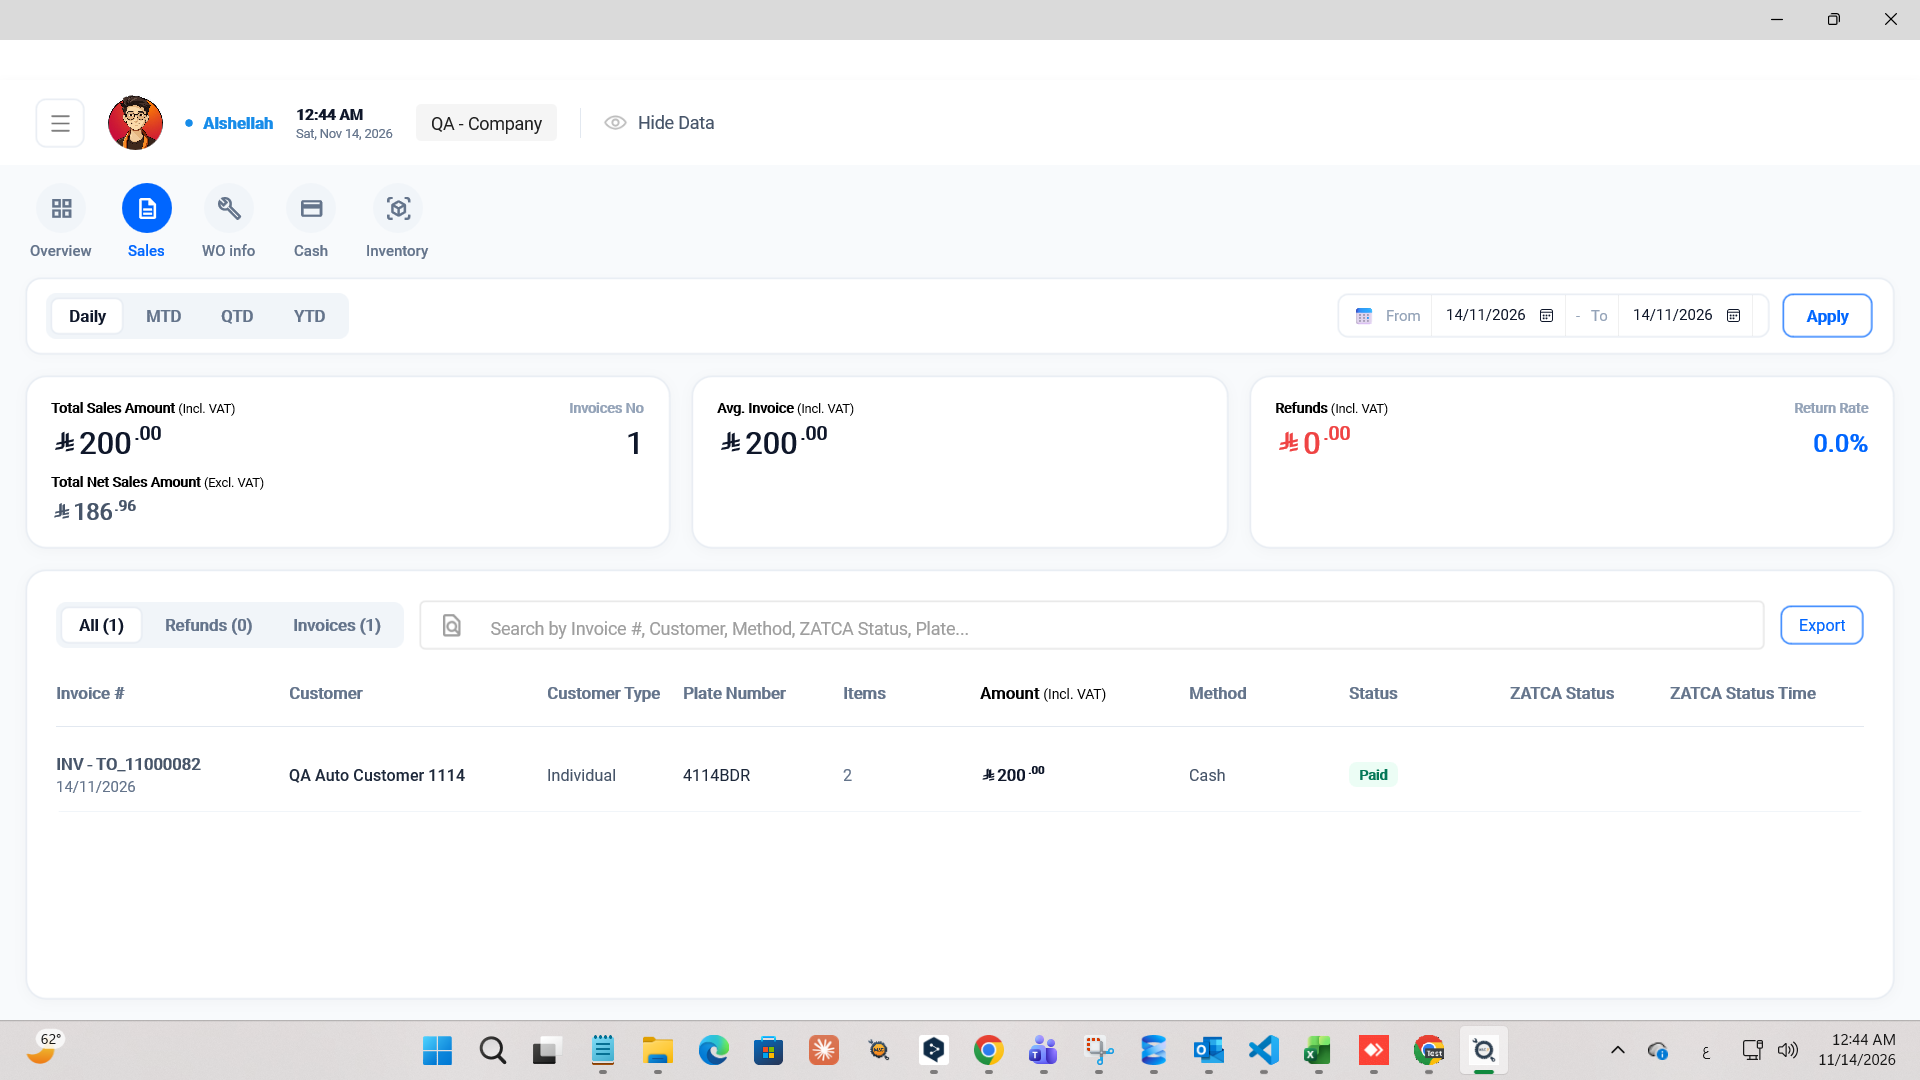 Alshellah
12:44 AM
Sat, Nov 14, 2026
QA - Company
Hide Data
Overview
Sales
WO info
Cash
Inventory
Daily
MTD
QTD
YTD
From
14/11/2026
- To
14/11/2026
Apply
Total Sales Amount (Incl. VAT)
Invoices No
200.00
1
Total Net Sales Amount (Excl. VAT)
186.96
Avg. Invoice (Incl. VAT)
200.00
Refunds (Incl. VAT)
Return Rate
0.00
0.0%
All (1)
Refunds (0)
Invoices (1)
Search by Invoice #, Customer, Method, ZATCA Status, Plate...
Export
Invoice # Customer Customer Type Plate Number Items Amount (Incl. VAT) Method Status ZATCA Status ZATCA Status Time
INV - TO_11000082
14/11/2026
QA Auto Customer 1114 Individual 4114BDR 2 200.00 Cash Paid
62°
Test
ع
12:44 AM
11/14/2026